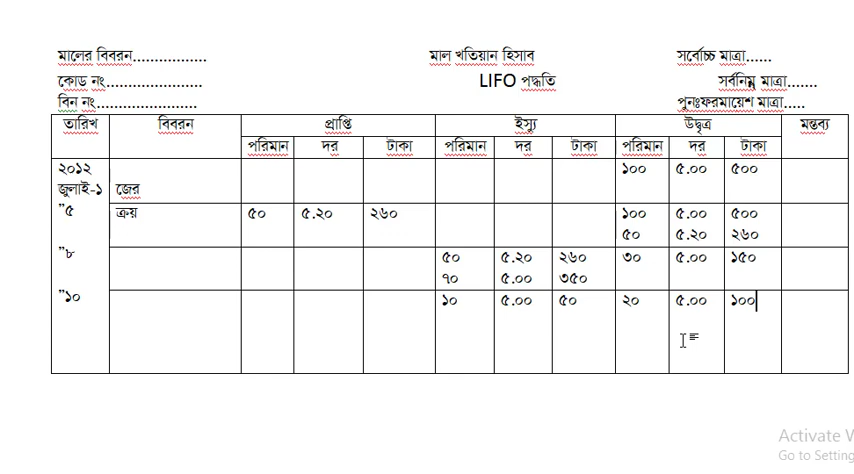 মালের বিবরন................. মাল খতিয়ান হিসাব সর্বোচ্চ মাত্রা......
কোড নং...................... LIFO পদ্ধতি সর্বনিম্ন মাত্রা.......
বিন নং....................... পুনঃফরমায়েশ মাত্রা.....
তারিখ বিবরন প্রাপ্তি ইস্যু উদ্বৃত্ত মন্তব্য
পরিমান দর টাকা পরিমান দর টাকা পরিমান দর টাকা
২০১২ ১০০ ৫.০০ ৫০০
জুলাই-১ জের
”৫ ক্রয় ৫০ ৫.২০ ২৬০ ১০০ ৫.০০ ৫০০
৫০ ৫.২০ ২৬০
”৮ ৫০ ৫.২০ ২৬০ ৩০ ৫.০০ ১৫০
৭০ ৫.০০ ৩৫০
”১০ ১০ ৫.০০ ৫০ ২০ ৫.০০ ১০০
Activate W
Go to Setting